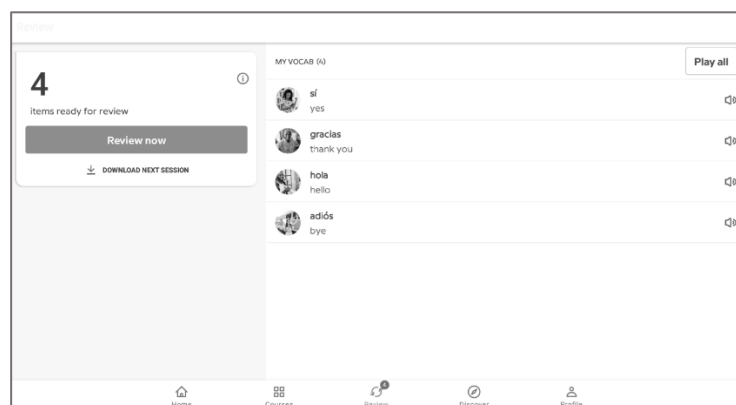 Review
4
items ready for review
Review now
DOWNLOAD NEXT SESSION
MY VOCAB (4)
Play all
sí
yes
gracias
thank you
hola
hello
adiós
bye
Home
Courses
Review
4
Discover
Profile